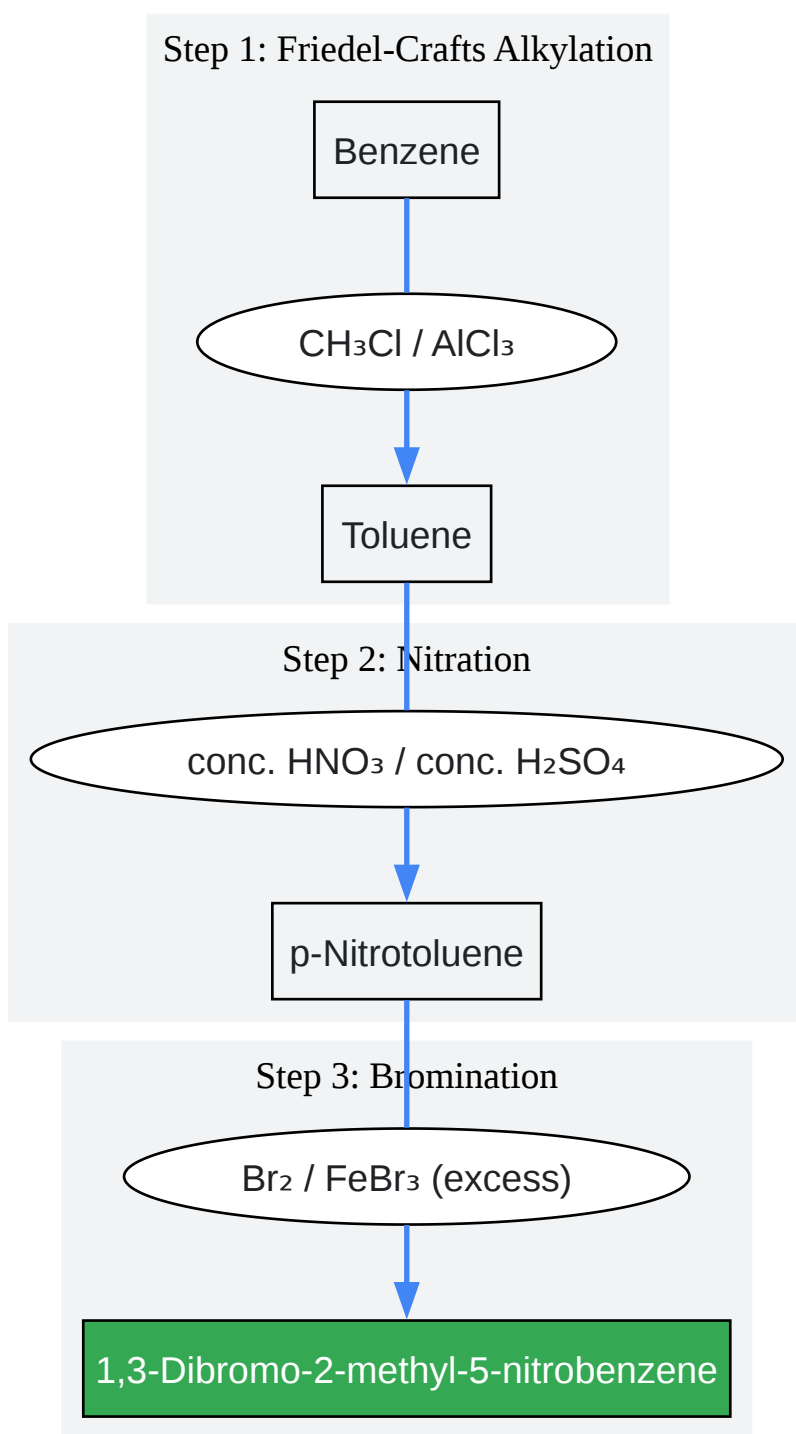 Step 1: Friedel-Crafts Alkylation
Benzene
CH₃Cl / AlCl₃
Toluene
Step 2: Nitration
conc. HNO₃ / conc. H₂SO₄
p-Nitrotoluene
Step 3: Bromination
Br₂ / FeBr₃ (excess)
1,3-Dibromo-2-methyl-5-nitrobenzene